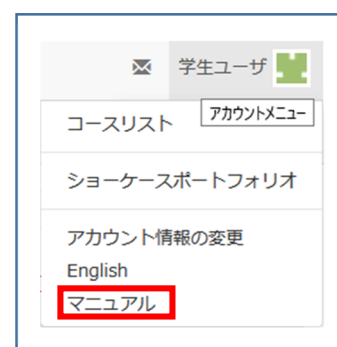 学生ユーザ
アカウントメニュー
コースリスト
ショーケースポートフォリオ
アカウント情報の変更
English
マニュアル